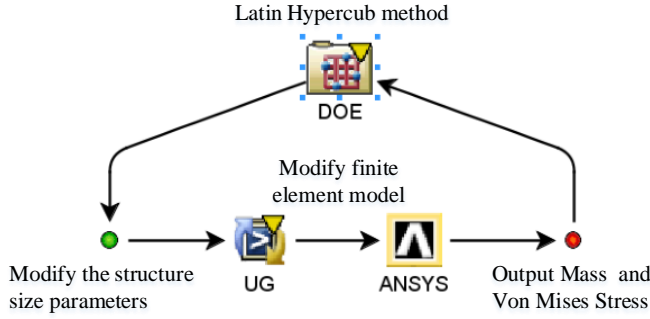 Latin Hypercub method
DOE
Modify finite
element model
UG
ANSYS
Modify the structure
size parameters
Output Mass and
Von Mises Stress